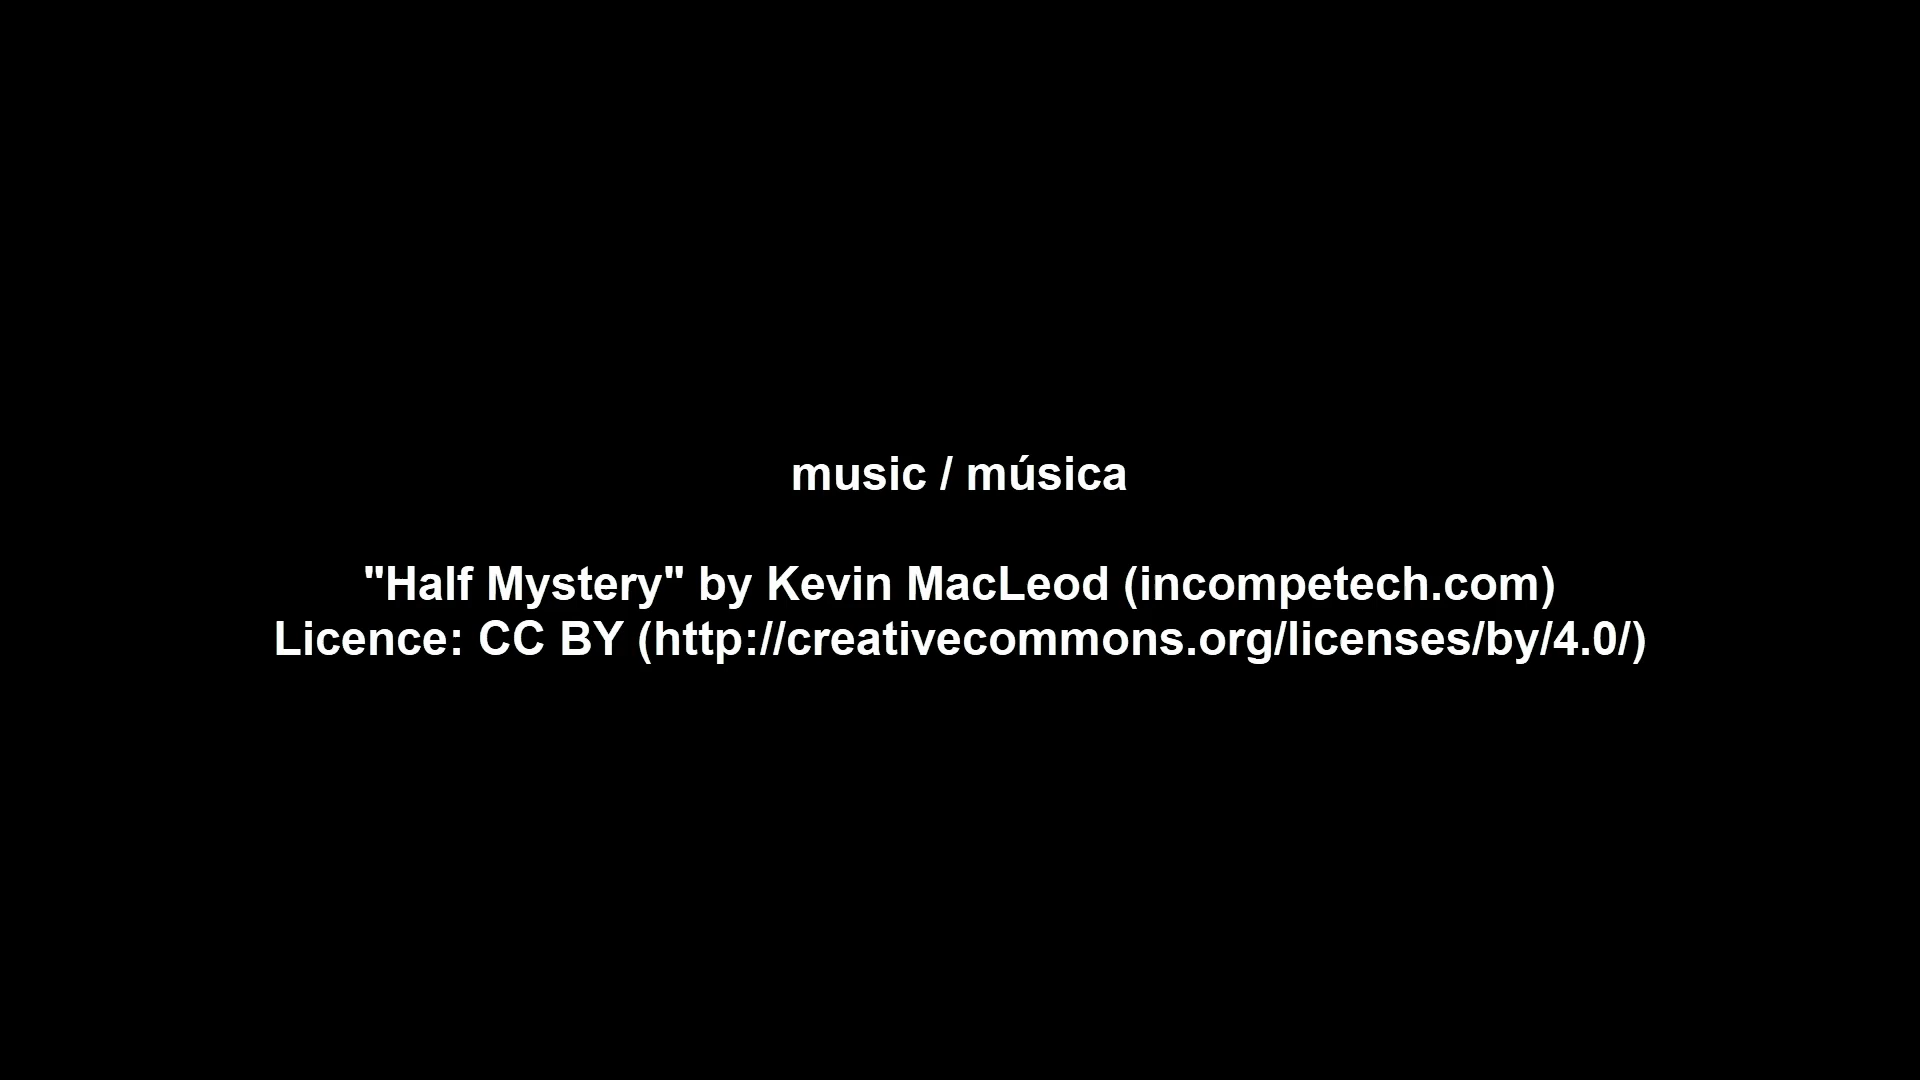 music / música
"Half Mystery" by Kevin MacLeod (incompetech.com)
Licence: CC BY (http://creativecommons.org/licenses/by/4.0/)